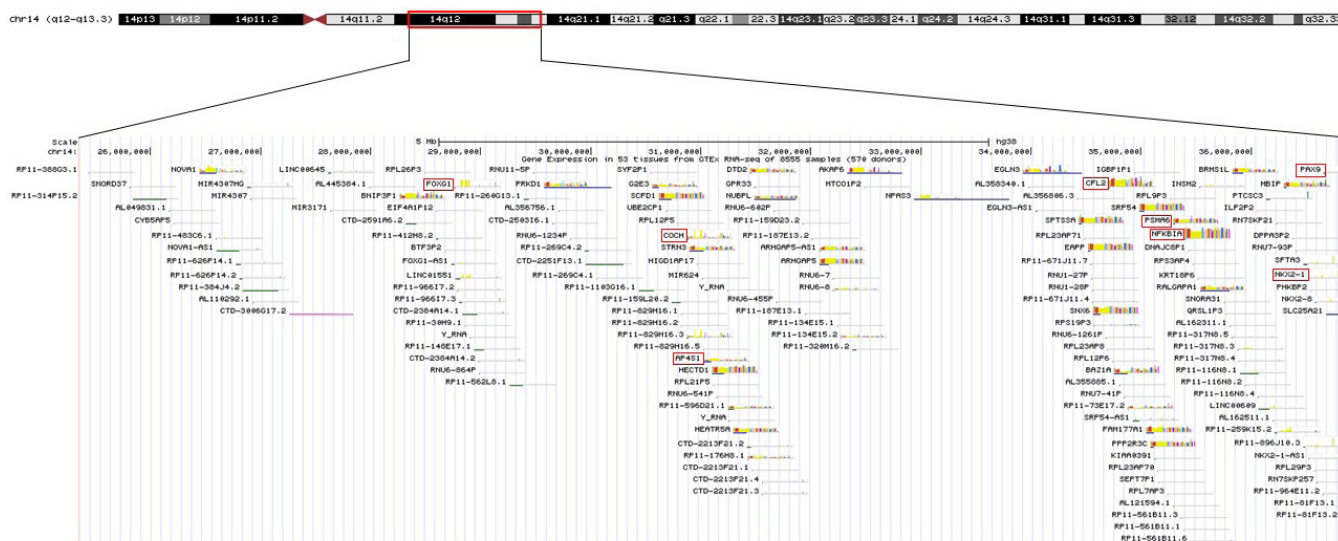 chr14 (q12-q13.3) 14p13 14p12 14p11.2 14q11.2 14q12 14q21.1 14q21.2 q21.3 q22.1 22.3 14q23.1 q23.2 q23.3 24.1 q24.2 14q24.3 14q31.1 14q31.3 32.12 14q32.2
Scale 5 Mb hg38
chr14: 26,000,000 27,000,000 28,000,000 29,000,000 30,000,000 31,000,000 32,000,000 33,000,000 34,000,000 35,000,000 36,000,000
Gene Expression in 53 tissues from GTEx RNA-seq of 8555 samples (570 donors)
RP11-388G3.1 NOVA1 LINC00645 RPL26P3 RNU11-5P SYF2P1 DTD2 AKAP6 EGLN3 IGBP1P1 BRMS1L PAX9
SNORD37 MIR4307HG AL445384.1 FOXG1 PRKD1 G2E3 GPR33 MTCO1P2 AL358340.1 CFL2 INSM2 MBIP
RP11-314P15.2 MIR4307 BNIF3P1 RP11-260G13.1 SCFD1 NUBPL NPAS3 AL356806.3 RPL9P3 PTCSC3
AL049831.1 MIR3171 EIF4A1P12 AL356756.1 UBE2CP1 RNU6-602P EGLN3-AS1 SRP54 ILF2P2
CYB5AP5 CTD-2591A6.2 CTD-2503I6.1 RPL12P5 RP11-159D23.2 SPTSSA PSMA6 RN7SKP21
RP11-483C6.1 RP11-412H8.2 RNU6-1234P COCH RP11-187E13.2 RPL23AP71 NFKBIA DPPA3P2
NOVA1-AS1 BTF3P2 RP11-269C4.2 STRN3 ARHGAP5-AS1 EAPP DNAJC8P1 RNU7-93P
RP11-626P14.1 FOXG1-AS1 CTD-2251F13.1 HIGD1AP17 ARHGAP5 RP11-671J11.7 RPS3AP4 SFTA3
RP11-626P14.2 LINC01551 RP11-269C4.1 MIR624 RNU6-7 RNU1-27P KRT18P6 NKX2-1
RP11-384J4.2 RP11-966I7.2 RP11-1103G16.1 Y_RNA RNU6-8 RNU1-28P RALGAPA1 PHKBP2
AL110292.1 RP11-966I7.3 RP11-159L20.2 RNU6-455P RP11-671J11.4 SNORA31 NKX2-8
CTD-3006G17.2 CTD-2384A14.1 RP11-829H16.1 RP11-187E13.1 SNX6 QRSL1P3 SLC25A21
RP11-30M9.1 RP11-829H16.2 RP11-134E15.1 RPS19P3 AL162311.1
Y_RNA RP11-829H16.3 RP11-134E15.2 RNU6-1261P RP11-317N8.5
RP11-148E17.1 RP11-829H16.5 RP11-320M16.2 RPL23AP8 RP11-317N8.3
CTD-2384A14.2 AP4S1 RPL12P6 RP11-317N8.4
RNU6-864P HECTD1 BAZ1A RP11-116N8.1
RP11-562L8.1 RPL21P5 AL355885.1 RP11-116N8.2
RNU6-541P RNU7-41P RP11-116N8.4
RP11-596D21.1 RP11-73E17.2 LINC00609
Y_RNA SRP54-AS1 AL162511.1
HEATR5A FAM177A1 RP11-259K15.2
CTD-2213F21.2 PPP2R3C RP11-896J10.3
RP11-176H8.1 KIAA0391 NKX2-1-AS1
CTD-2213F21.1 RPL23AP70 RPL29P3
CTD-2213F21.4 SEPT7P1 RN7SKP257
CTD-2213F21.3 RPL7AP3 RP11-964E11.2
AL121594.1 RP11-81F13.1
RP11-561B11.3 RP11-81F13.2
RP11-561B11.1
RP11-561B11.6